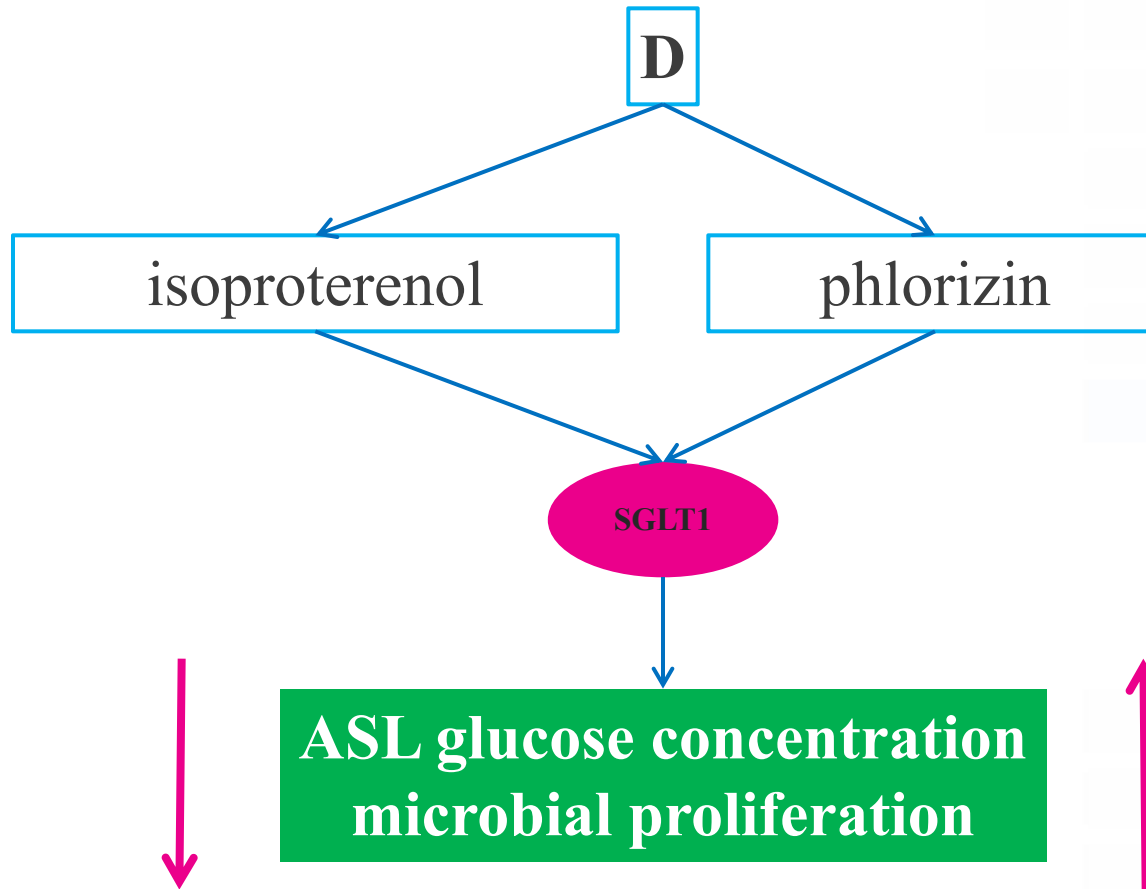 D
isoproterenol
phlorizin
SGLT1
ASL glucose concentration
microbial proliferation